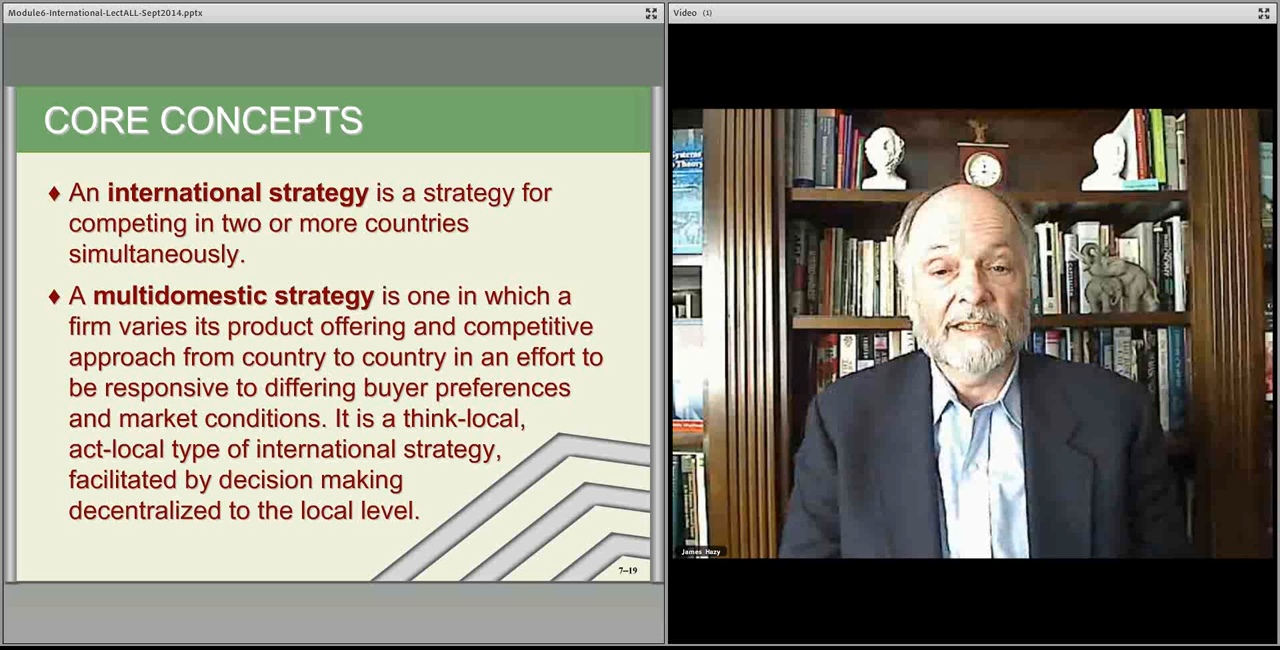 Module6-International-LectALL-Sept2014.pptx
Video (1)
CORE CONCEPTS
♦ An international strategy is a strategy for
competing in two or more countries
simultaneously.
♦ A multidomestic strategy is one in which a
firm varies its product offering and competitive
approach from country to country in an effort to
be responsive to differing buyer preferences
and market conditions. It is a think-local,
act-local type of international strategy,
facilitated by decision making
decentralized to the local level.
7–19
Systems
Theory
James Hazy